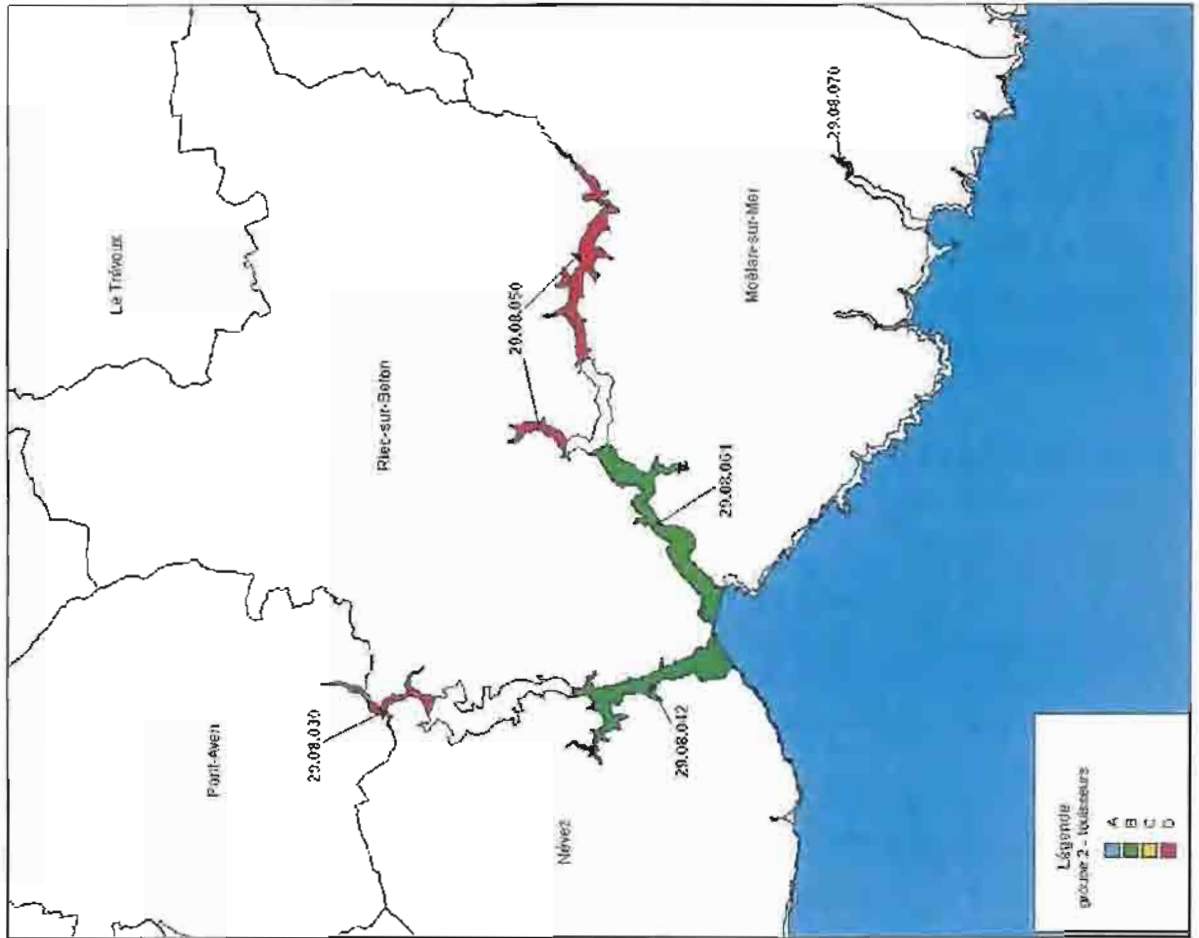 Le Trévoux
Riec-sur-Belon
Pont-Aven
Névez
Moëlan-sur-Mer
29.08.030
29.08.042
29.08.050
29.08.061
29.08.070
Légende
groupe 2 - fouisseurs
A
B
C
D